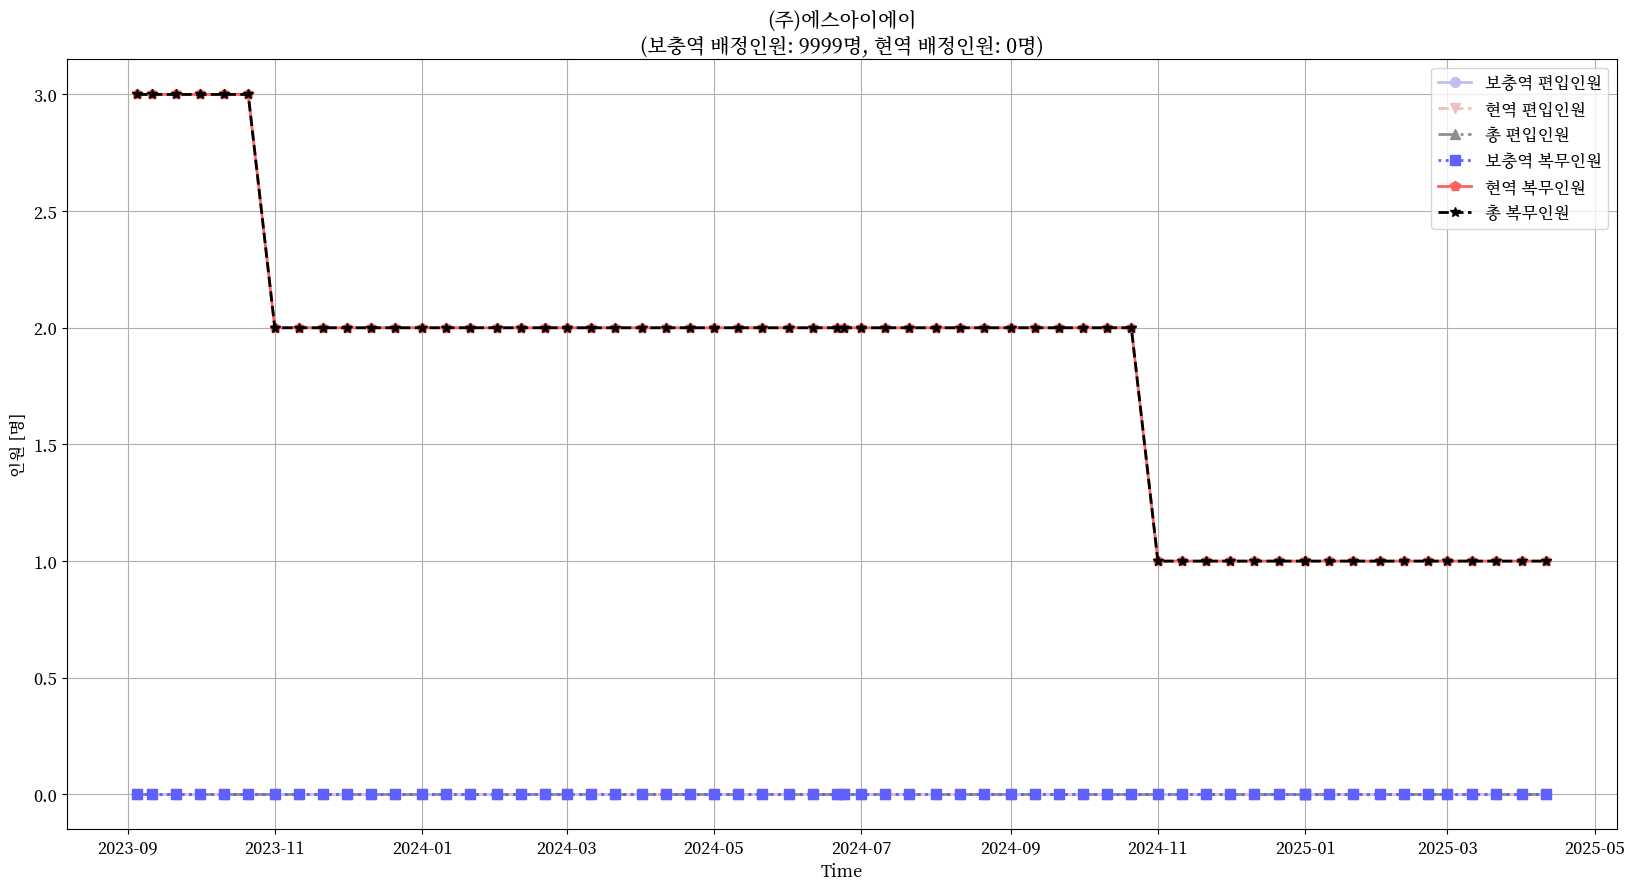 (주)에스아이에이
(보충역 배정인원: 9999명, 현역 배정인원: 0명)
보충역 편입인원
현역 편입인원
총 편입인원
보충역 복무인원
현역 복무인원
총 복무인원
인원 [명]
3.0
2.5
2.0
1.5
1.0
0.5
0.0
2023-09 2023-11 2024-01 2024-03 2024-05 2024-07 2024-09 2024-11 2025-01 2025-03 2025-05
Time